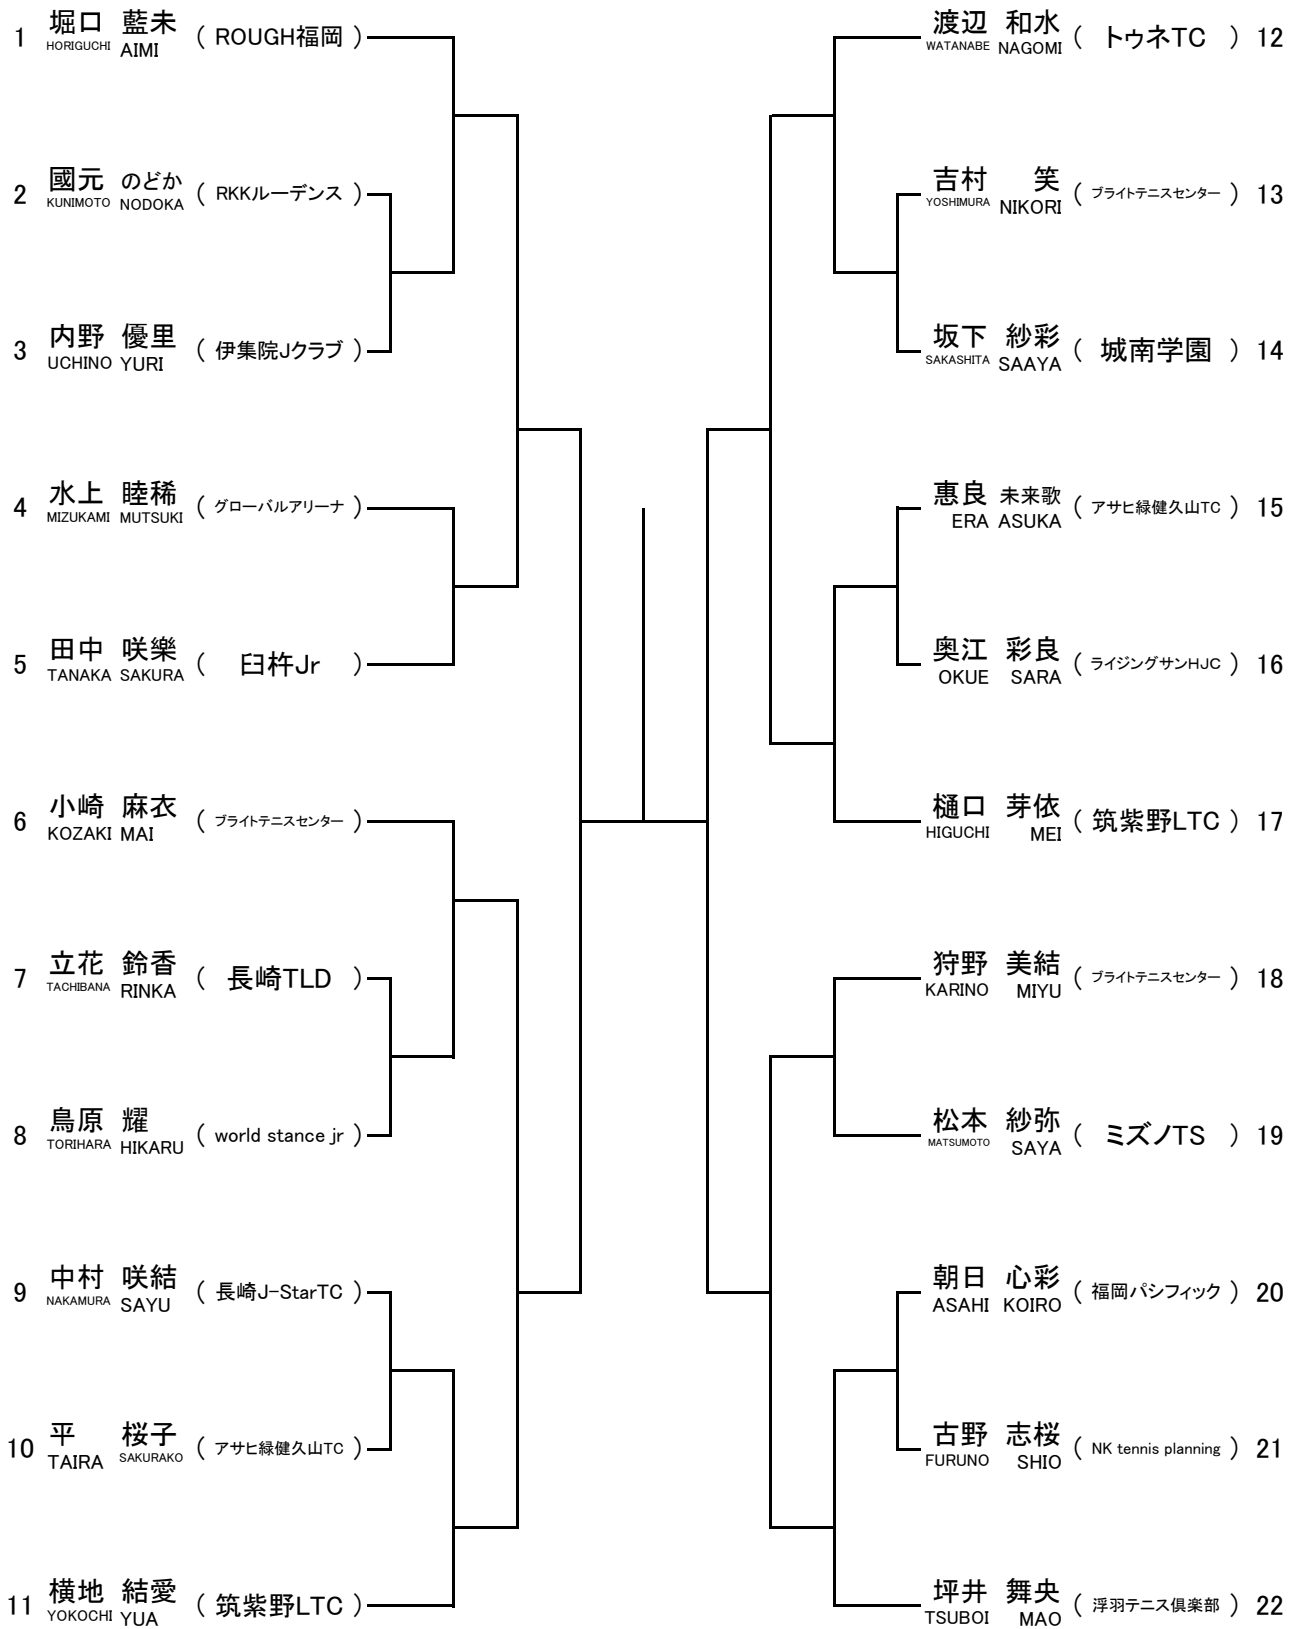 1 堀口 藍未 ( ROUGH福岡 )
HORIGUCHI AIMI
2 國元 のどか ( RKKルーデンス )
KUNIMOTO NODOKA
3 内野 優里 ( 伊集院Jクラブ )
UCHINO YURI
4 水上 睦稀 ( グローバルアリーナ )
MIZUKAMI MUTSUKI
5 田中 咲樂 ( 臼杵Jr )
TANAKA SAKURA
6 小崎 麻衣 ( ブライトテニスセンター )
KOZAKI MAI
7 立花 鈴香 ( 長崎TLD )
TACHIBANA RINKA
8 鳥原 耀 ( world stance jr )
TORIHARA HIKARU
9 中村 咲結 ( 長崎J-StarTC )
NAKAMURA SAYU
10 平 桜子 ( アサヒ緑健久山TC )
TAIRA SAKURAKO
11 横地 結愛 ( 筑紫野LTC )
YOKOCHI YUA
渡辺 和水 ( トゥネTC ) 12
WATANABE NAGOMI
吉村 笑 ( ブライトテニスセンター ) 13
YOSHIMURA NIKORI
坂下 紗彩 ( 城南学園 ) 14
SAKASHITA SAAYA
惠良 未来歌 ( アサヒ緑健久山TC ) 15
ERA ASUKA
奥江 彩良 ( ライジングサンHJC ) 16
OKUE SARA
樋口 芽依 ( 筑紫野LTC ) 17
HIGUCHI MEI
狩野 美結 ( ブライトテニスセンター ) 18
KARINO MIYU
松本 紗弥 ( ミズノTS ) 19
MATSUMOTO SAYA
朝日 心彩 ( 福岡パシフィック ) 20
ASAHI KOIRO
古野 志桜 ( NK tennis planning ) 21
FURUNO SHIO
坪井 舞央 ( 浮羽テニス倶楽部 ) 22
TSUBOI MAO